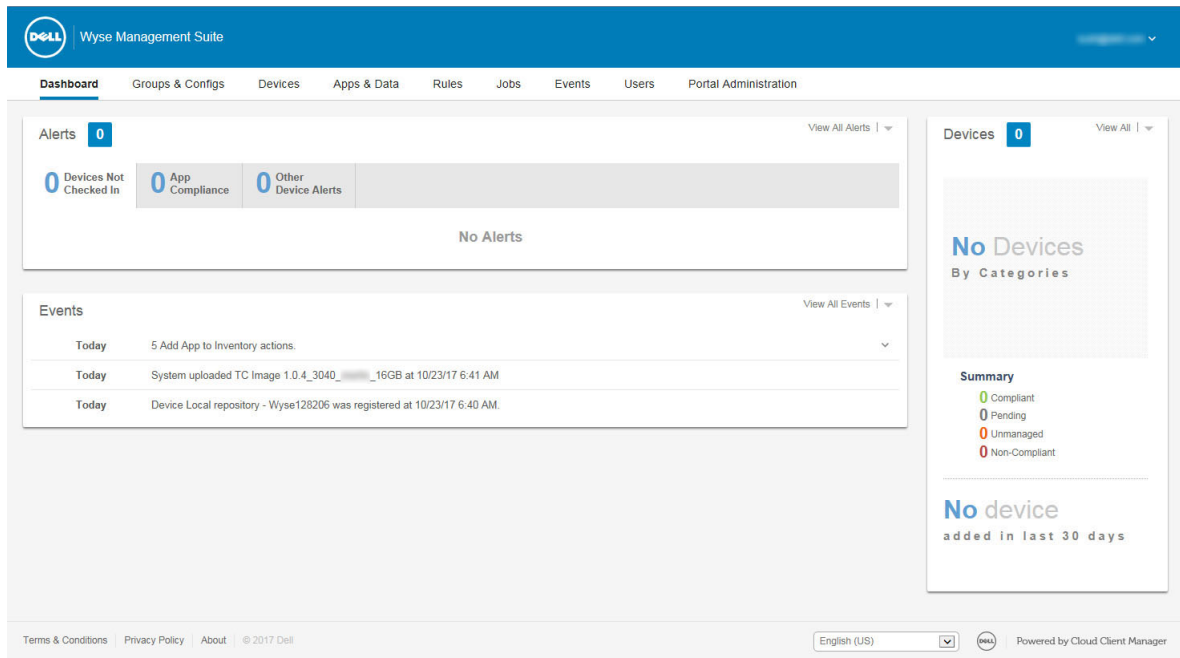 DELL
Wyse Management Suite
Dashboard Groups & Configs Devices Apps & Data Rules Jobs Events Users Portal Administration
Alerts 0
View All Alerts
0 Devices Not Checked In
0 App Compliance
0 Other Device Alerts
No Alerts
Events
View All Events
Today 5 Add App to Inventory actions.
Today System uploaded TC Image 1.0.4_3040_ _16GB at 10/23/17 6:41 AM
Today Device Local repository - Wyse128206 was registered at 10/23/17 6:40 AM.
Devices 0
View All
No Devices
By Categories
Summary
0 Compliant
0 Pending
0 Unmanaged
0 Non-Compliant
No device
added in last 30 days
Terms & Conditions Privacy Policy About © 2017 Dell
English (US)
DELL
Powered by Cloud Client Manager